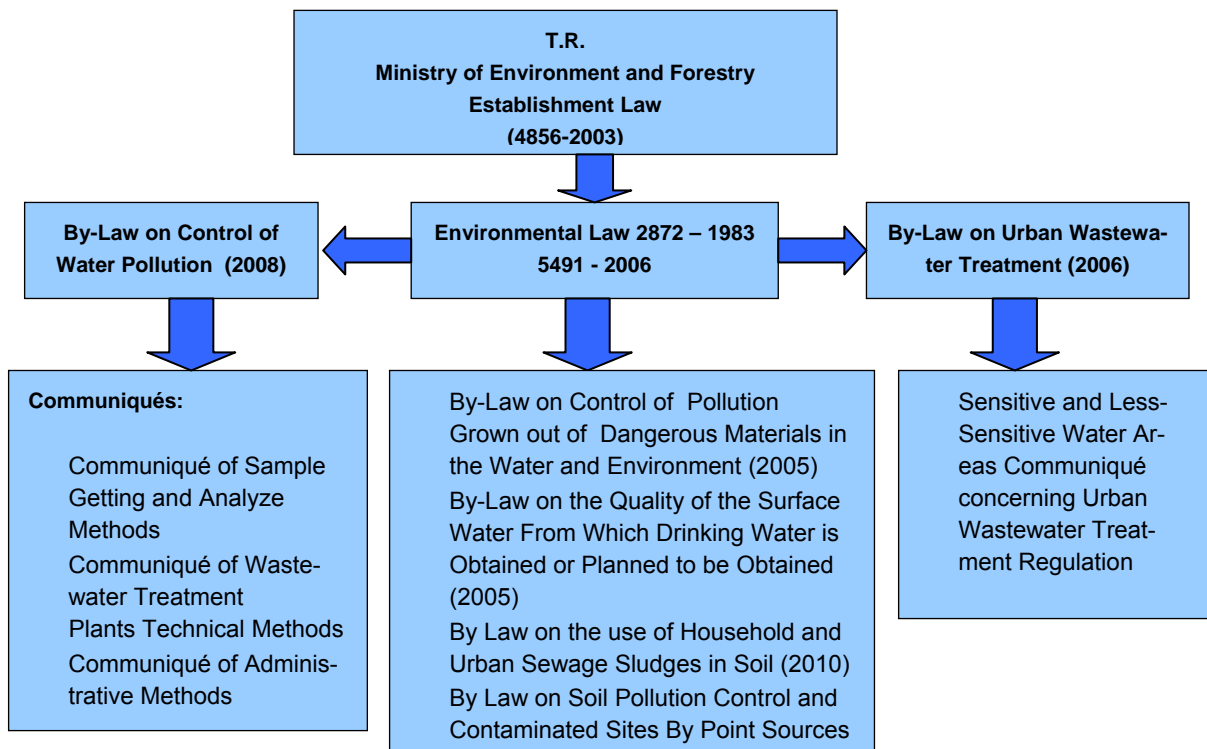 T.R.
Ministry of Environment and Forestry
Establishment Law
(4856-2003)
By-Law on Control of
Water Pollution (2008)
Environmental Law 2872 – 1983
5491 - 2006
By-Law on Urban Wastewa-
ter Treatment (2006)
Communiqués:
Communiqué of Sample
Getting and Analyze
Methods
Communiqué of Waste-
water Treatment
Plants Technical Methods
Communiqué of Adminis-
trative Methods
By-Law on Control of Pollution
Grown out of Dangerous Materials in
the Water and Environment (2005)
By-Law on the Quality of the Surface
Water From Which Drinking Water is
Obtained or Planned to be Obtained
(2005)
By Law on the use of Household and
Urban Sewage Sludges in Soil (2010)
By Law on Soil Pollution Control and
Contaminated Sites By Point Sources
Sensitive and Less-
Sensitive Water Ar-
eas Communiqué
concerning Urban
Wastewater Treat-
ment Regulation